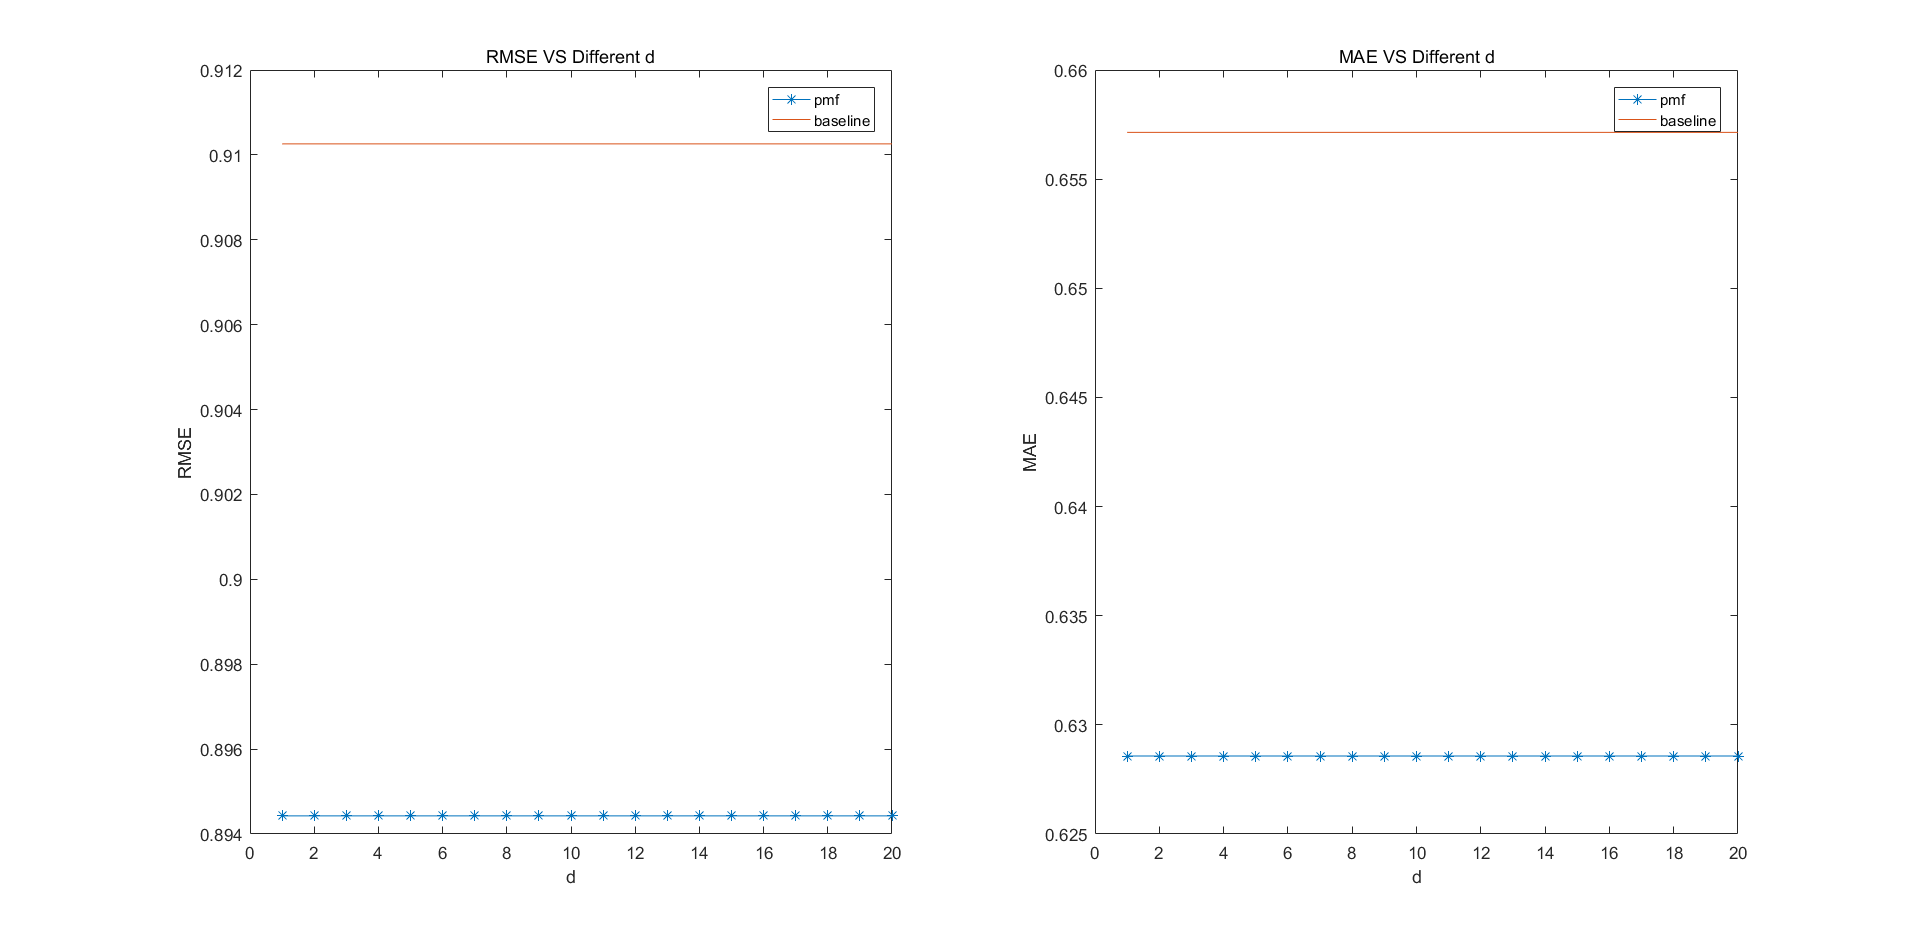 RMSE VS Different d
0.912
0.91
0.908
0.906
0.904
0.902
0.9
0.898
0.896
0.894
RMSE
pmf
baseline
0 2 4 6 8 10 12 14 16 18 20
d
MAE VS Different d
0.66
0.655
0.65
0.645
0.64
0.635
0.63
0.625
MAE
pmf
baseline
0 2 4 6 8 10 12 14 16 18 20
d